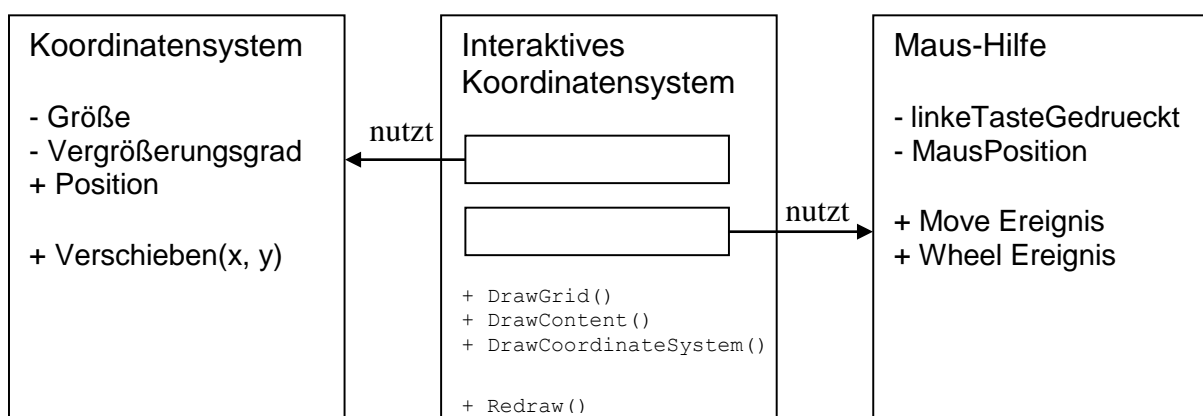 Koordinatensystem
- Größe
- Vergrößerungsgrad
+ Position
+ Verschieben(x, y)
nutzt
Interaktives
Koordinatensystem
+ DrawGrid()
+ DrawContent()
+ DrawCoordinateSystem()
+ Redraw()
nutzt
Maus-Hilfe
- linkeTasteGedrueckt
- MausPosition
+ Move Ereignis
+ Wheel Ereignis